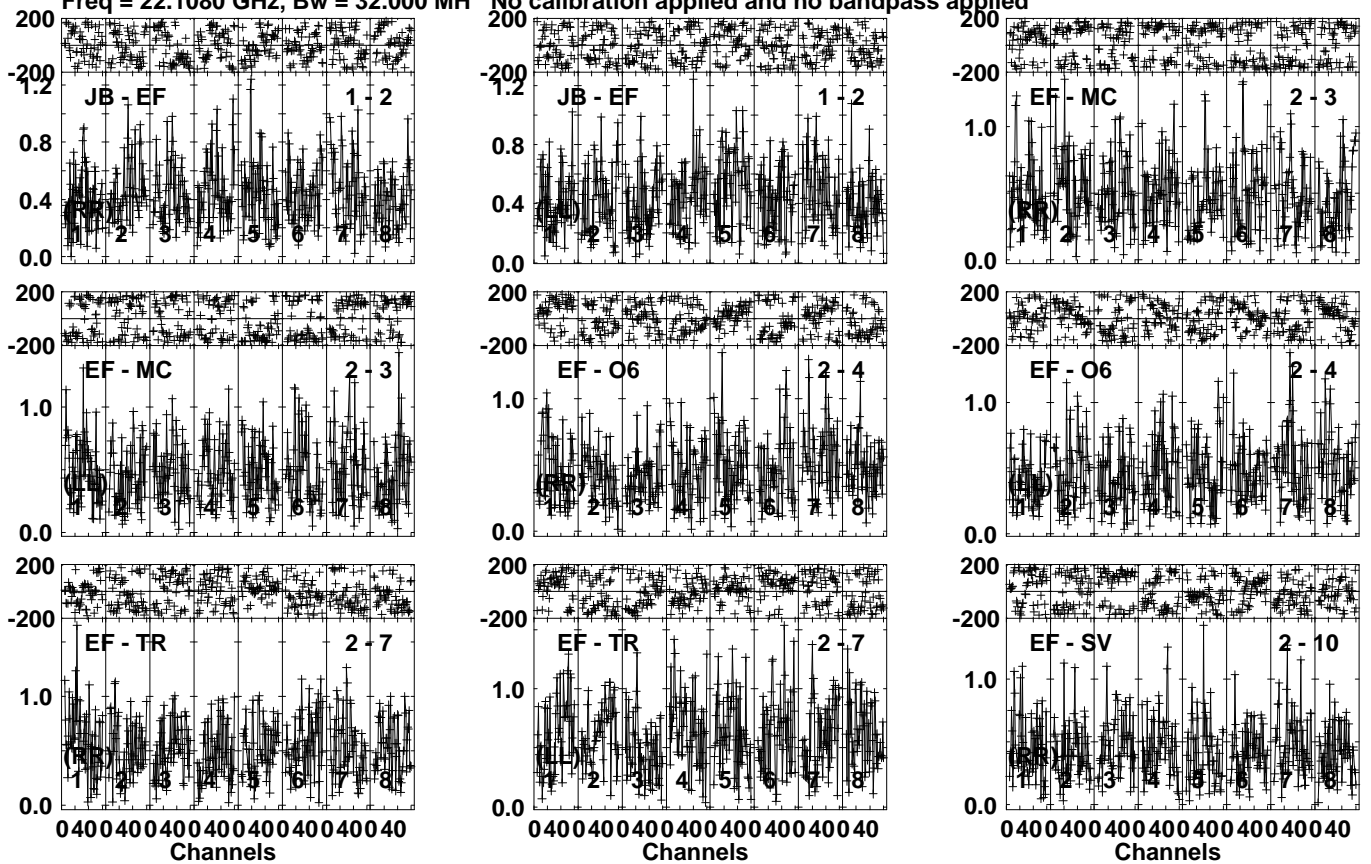 Freq = 22.1080 GHz, Bw = 32.000 MH No calibration applied and no bandpass applied
200 200 200
-200 -200 -200
1.2 JB - EF 1 - 2 1.2 JB - EF 1 - 2 EF - MC 2 - 3
1.0
0.8 0.8
0.4 (RR) 0.4 (LL) (RR)
1 2 3 4 5 6 7 8 1 2 3 4 5 6 7 8 1 2 3 4 5 6 7 8
0.0 0.0 0.0
200 200 200
-200 -200 -200
EF - MC 2 - 3 EF - O6 2 - 4 EF - O6 2 - 4
1.0 1.0 1.0
(LL) (RR) (LL)
1 2 3 4 5 6 7 8 1 2 3 4 5 6 7 8 1 2 3 4 5 6 7 8
0.0 0.0 0.0
200 200 200
-200 -200 -200
EF - TR 2 - 7 EF - TR 2 - 7 EF - SV 2 - 10
1.0 1.0 1.0
(RR) (LL) (RR)
1 2 3 4 5 6 7 8 1 2 3 4 5 6 7 8 1 2 3 4 5 6 7 8
0.0 0.0 0.0
0 40 0 40 0 40 0 40 0 40 0 40 0 40 0 40 0 40 0 40 0 40 0 40 0 40 0 40 0 40 0 40 0 40 0 40 0 40 0 40 0 40 0 40 0 40 0 40
Channels Channels Channels